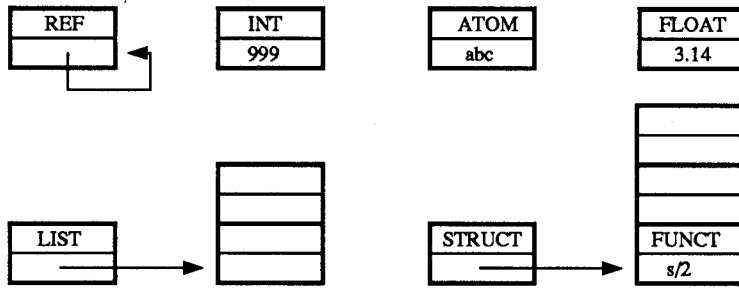 REF INT ATOM FLOAT
999 abc 3.14
LIST STRUCT FUNCT
s/2